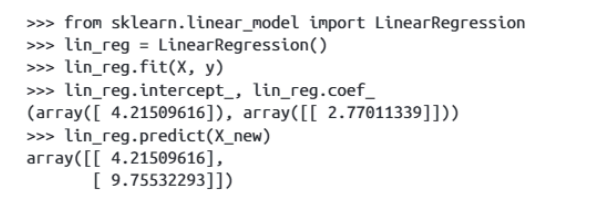 >>> from sklearn.linear_model import LinearRegression
>>> lin_reg = LinearRegression()
>>> lin_reg.fit(X, y)
>>> lin_reg.intercept_, lin_reg.coef_
(array([ 4.21509616]), array([[ 2.77011339]]))
>>> lin_reg.predict(X_new)
array([[ 4.21509616],
       [ 9.75532293]])